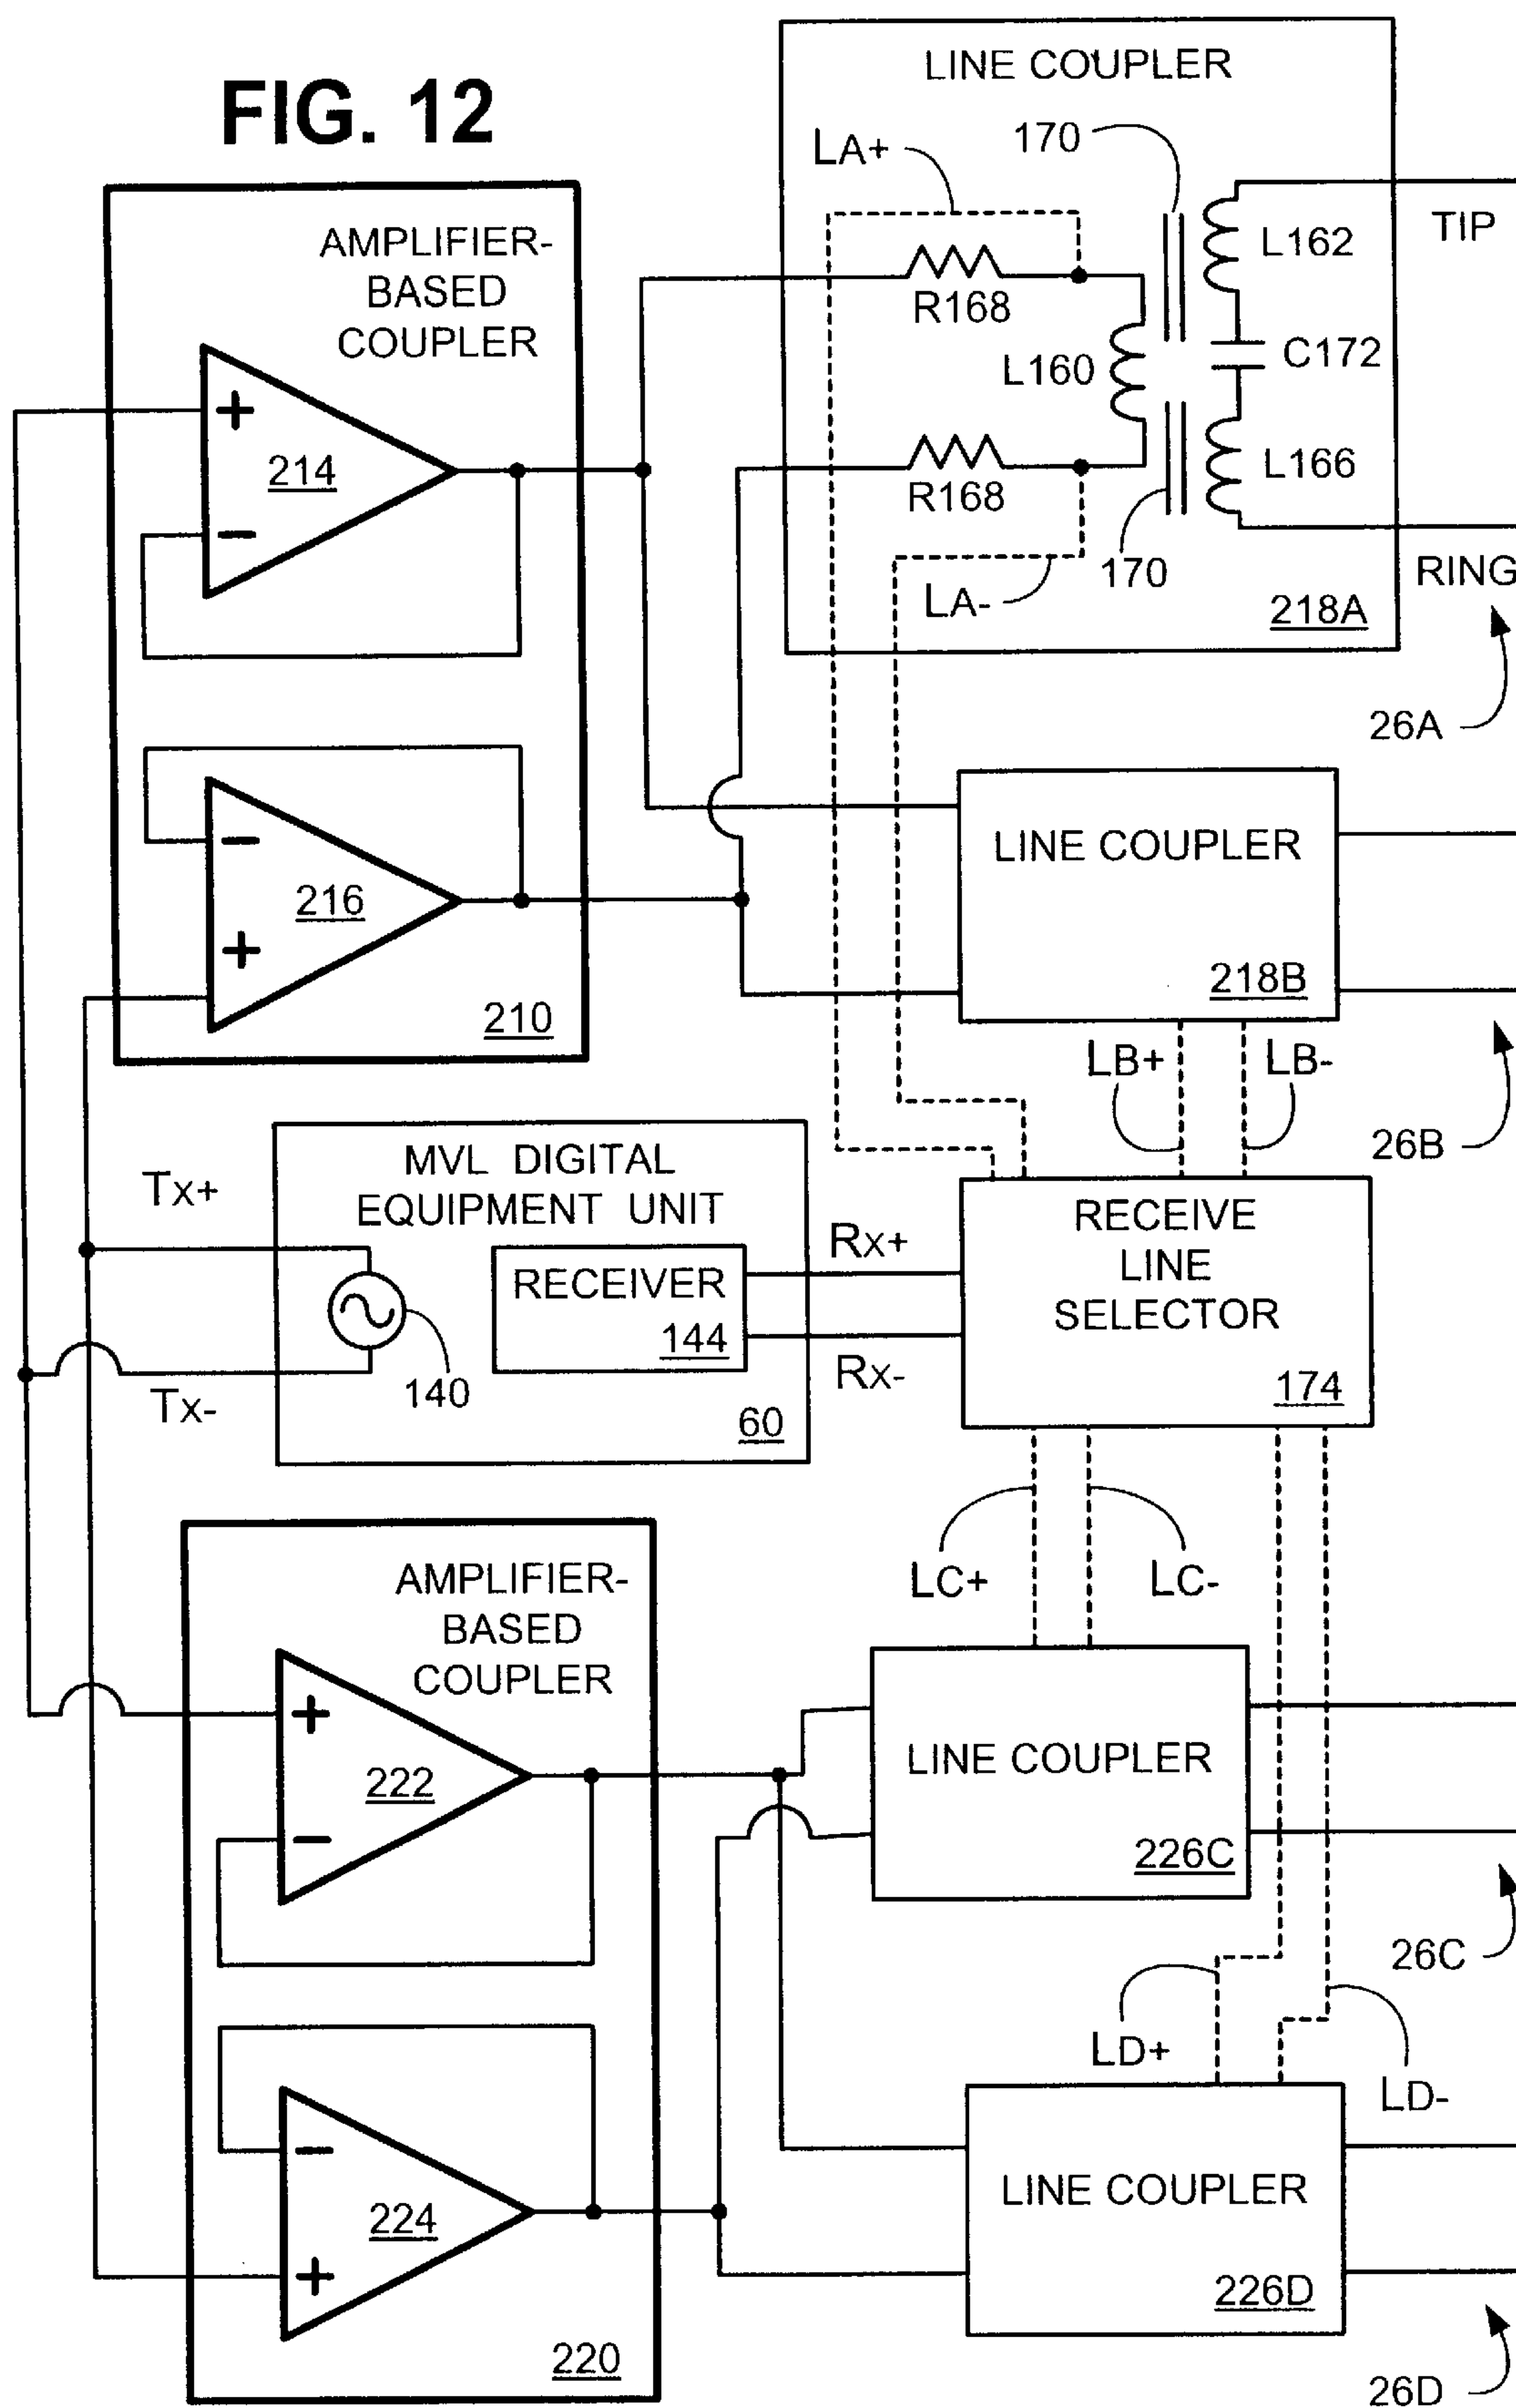 FIG. 12
LINE COUPLER
LA+
170
L162
TIP
R168
L160
C172
R168
L166
LA-
170
RING
218A
26A
AMPLIFIER-
BASED
COUPLER
+
214
−
−
216
+
210
LINE COUPLER
218B
LB+
LB-
26B
Tx+
Tx-
MVL DIGITAL
EQUIPMENT UNIT
RECEIVER
144
140
60
Rx+
Rx-
RECEIVE
LINE
SELECTOR
174
LC+
LC-
AMPLIFIER-
BASED
COUPLER
+
222
−
−
224
+
220
LINE COUPLER
226C
26C
LD+
LD-
LINE COUPLER
226D
26D